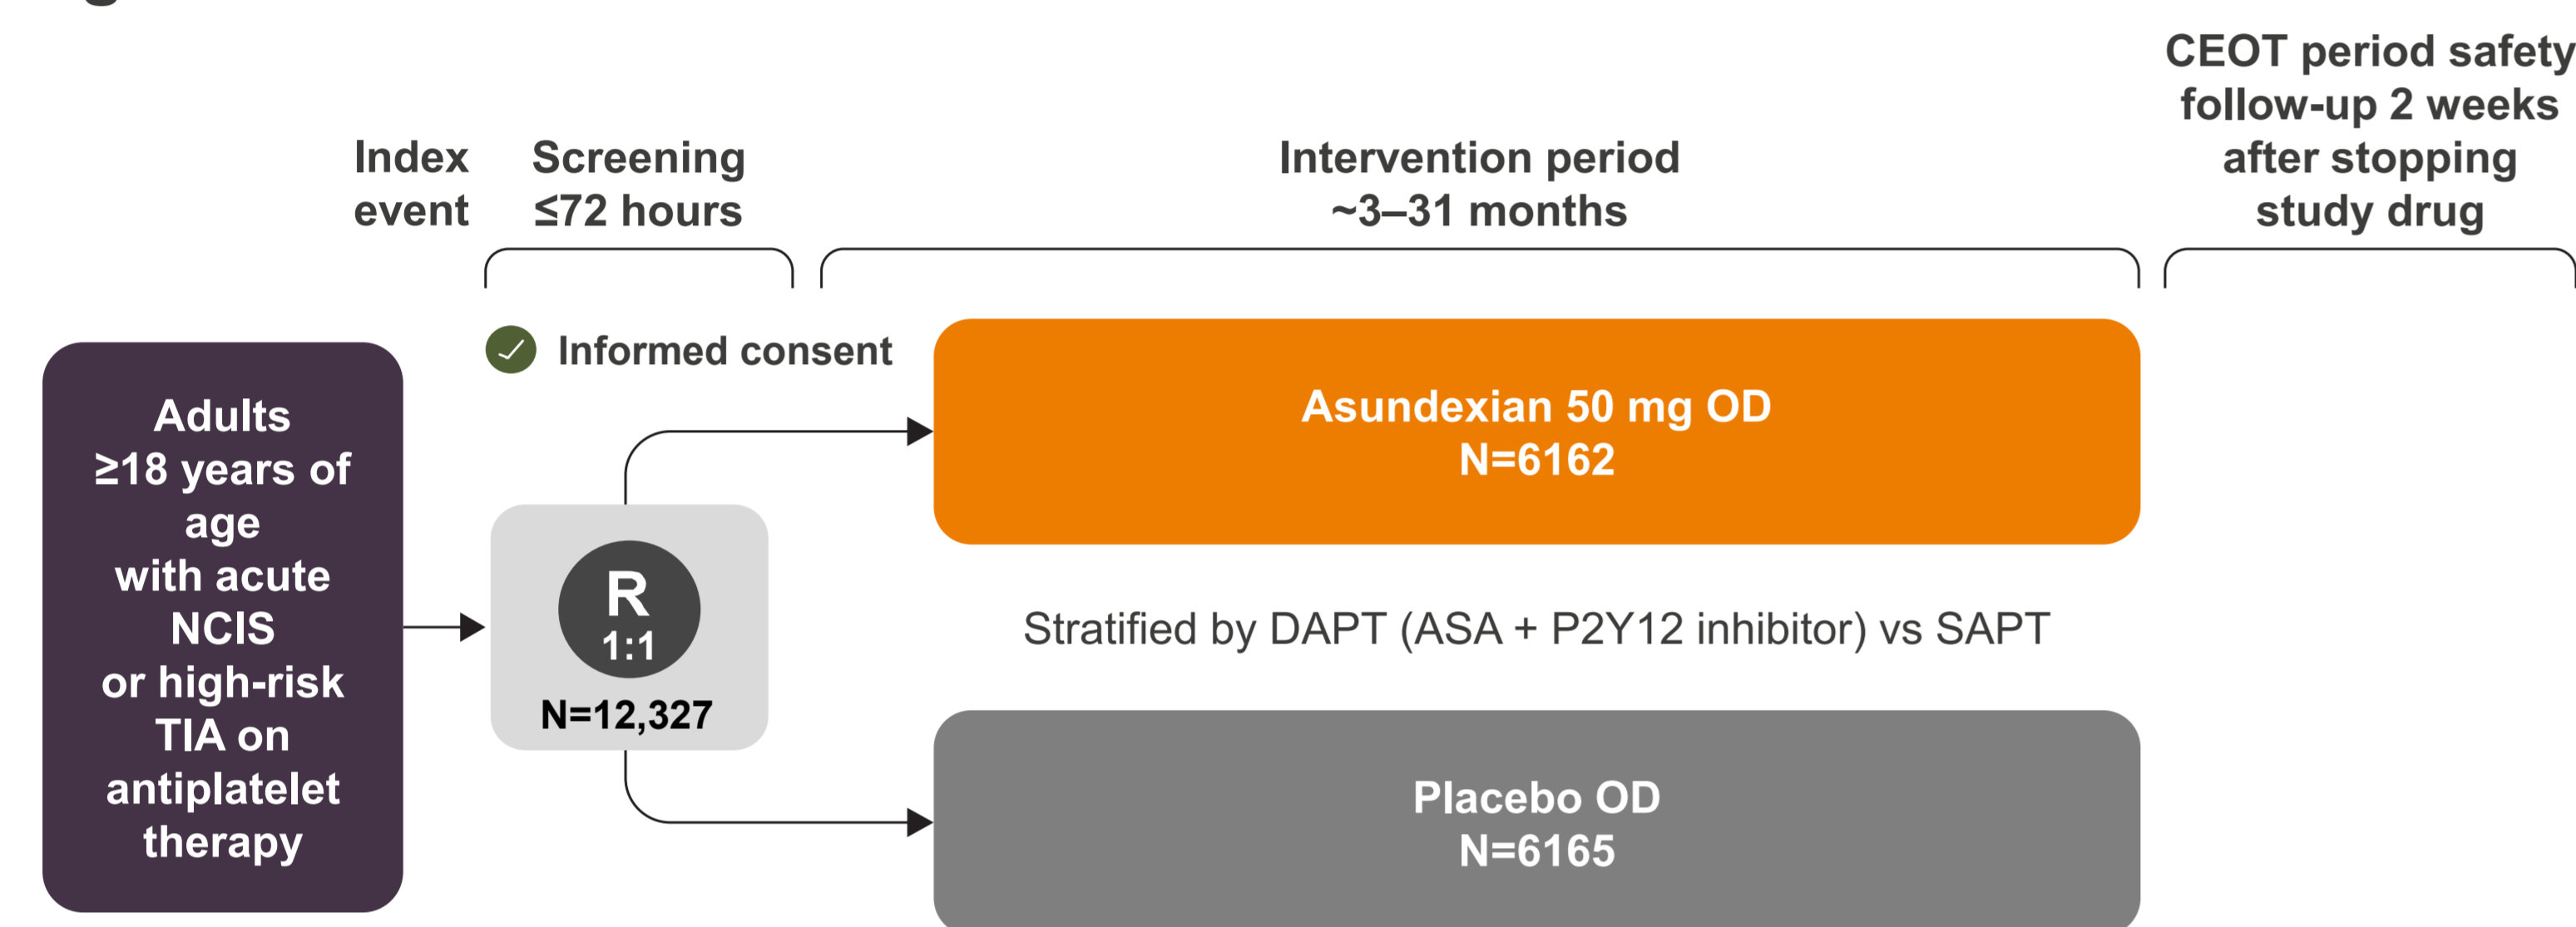 CEOT period safety
follow-up 2 weeks
after stopping
study drug
Index
event
Screening
≤72 hours
Intervention period
~3–31 months
Informed consent
Adults
≥18 years of
age
with acute
NCIS
or high-risk
TIA on
antiplatelet
therapy
R
1:1
N=12,327
Asundexian 50 mg OD
N=6162
Stratified by DAPT (ASA + P2Y12 inhibitor) vs SAPT
Placebo OD
N=6165